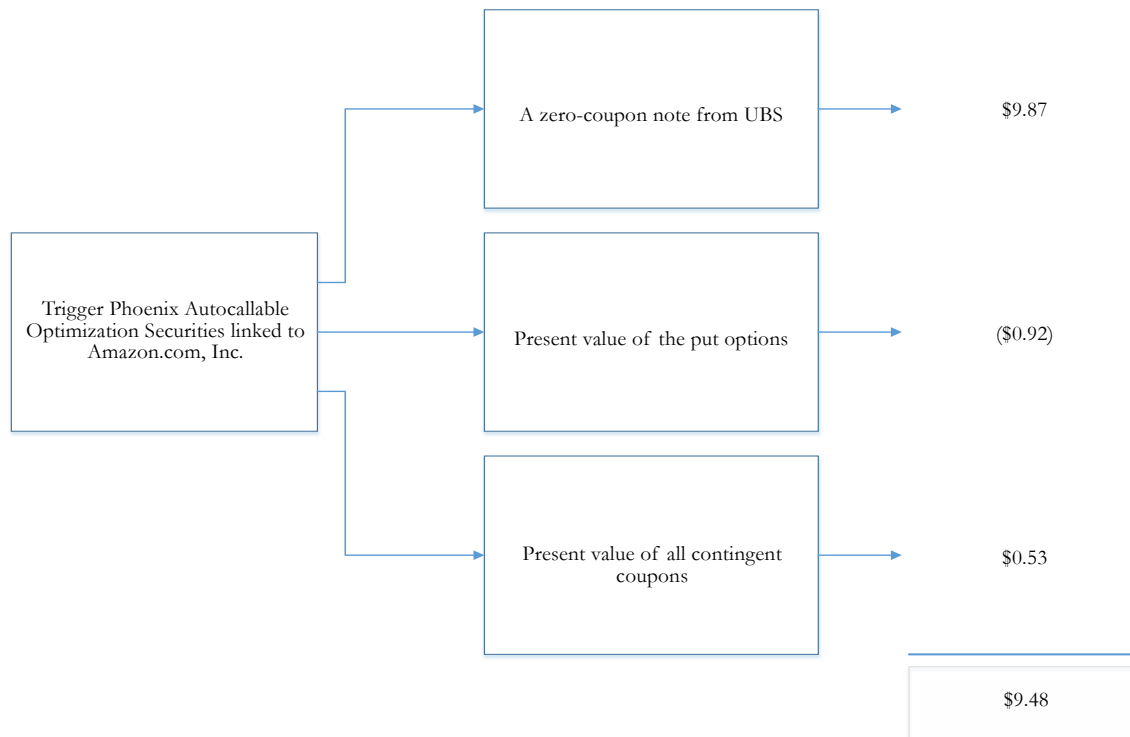 A zero-coupon note from UBS
$9.87
Trigger Phoenix Autocallable
Optimization Securities linked to
Amazon.com, Inc.
Present value of the put options
($0.92)
Present value of all contingent
coupons
$0.53
$9.48